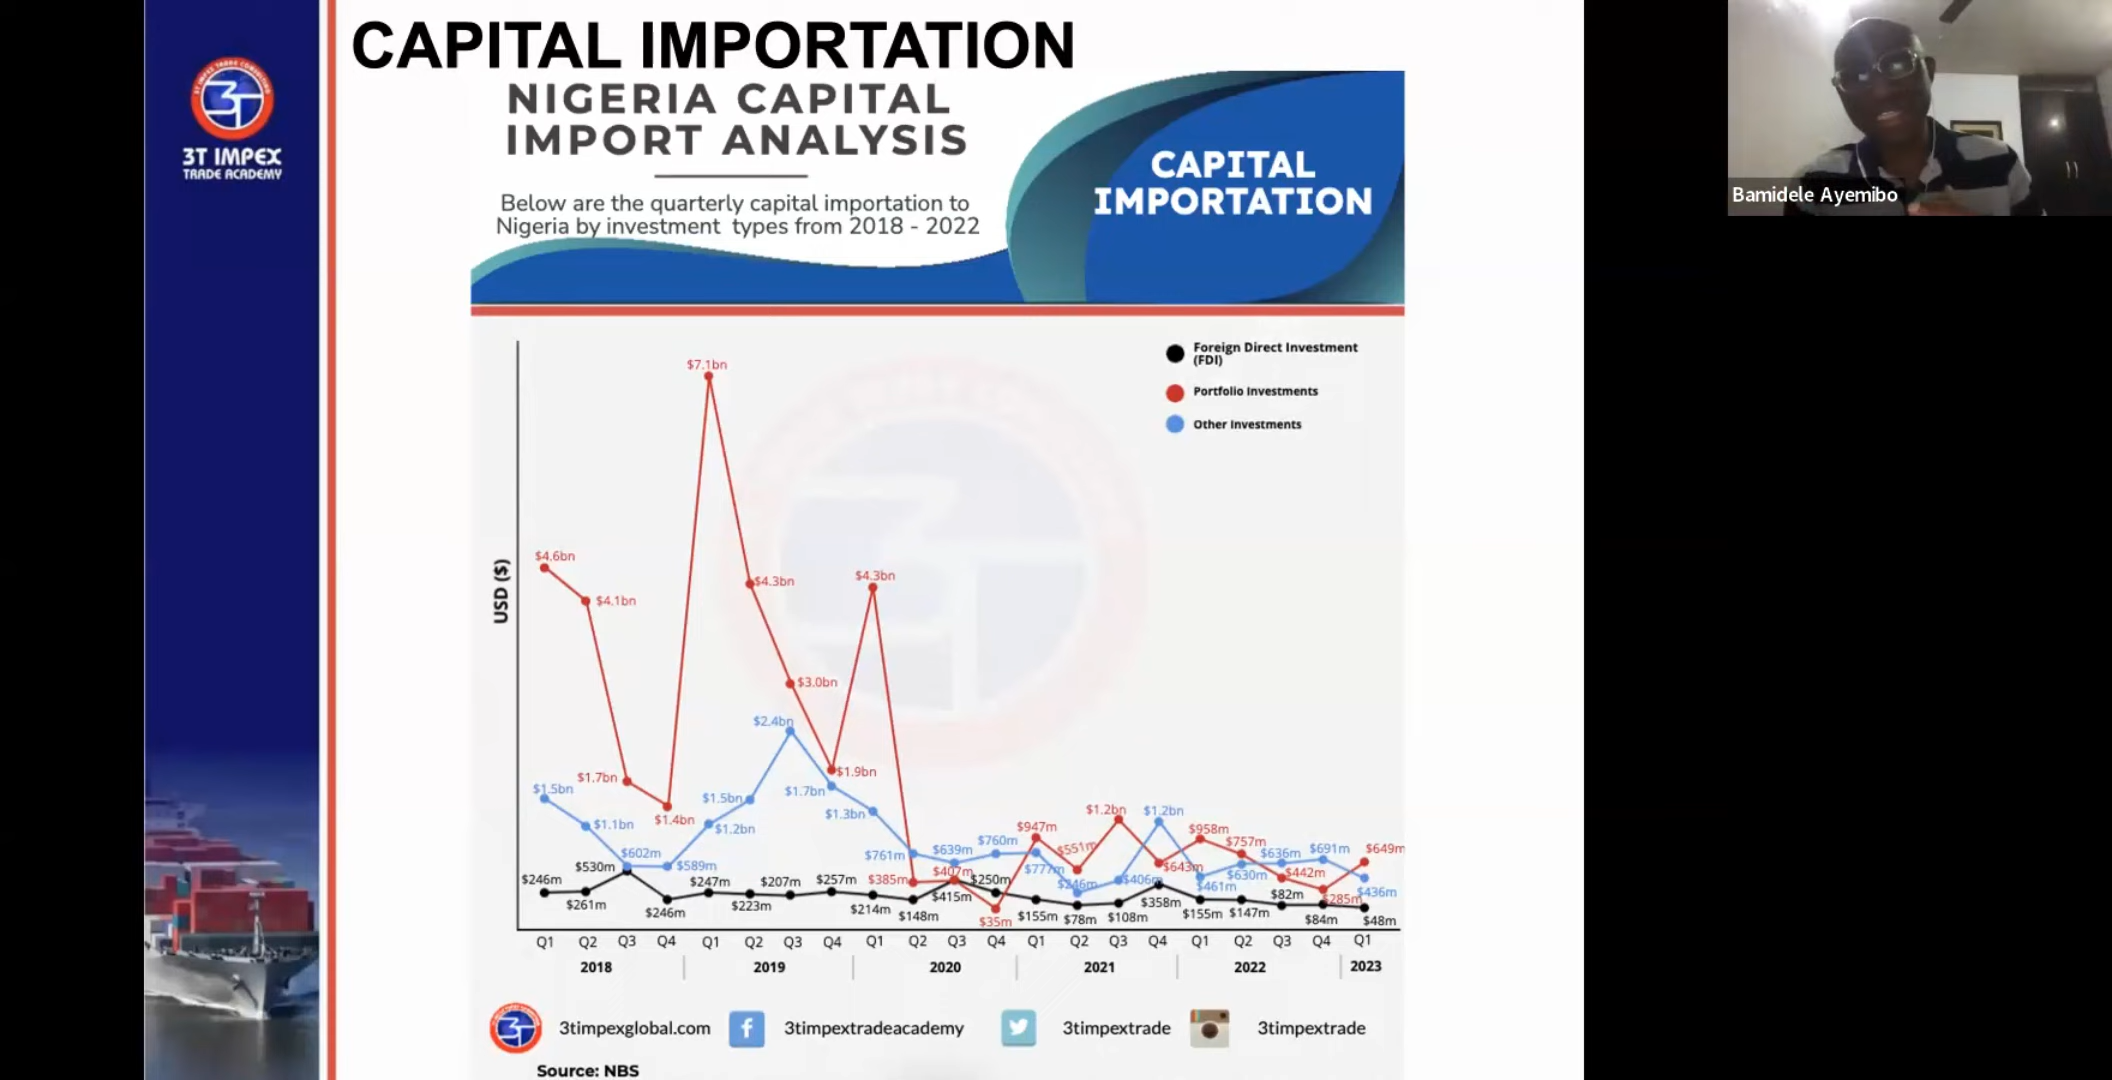 CAPITAL IMPORTATION
3T IMPEX
TRADE ACADEMY
NIGERIA CAPITAL
IMPORT ANALYSIS
Below are the quarterly capital importation to
Nigeria by investment types from 2018 - 2022
CAPITAL
IMPORTATION
Bamidele Ayemibo
Foreign Direct Investment
(FDI)
Portfolio Investments
Other Investments
USD ($)
$7.1bn
$4.6bn
$4.1bn
$4.3bn
$4.3bn
$3.0bn
$2.4bn
$1.7bn
$1.9bn
$1.5bn
$1.5bn
$1.7bn
$1.4bn
$1.3bn
$1.1bn
$1.2bn
$1.2bn
$1.2bn
$947m
$958m
$602m
$589m
$761m
$639m
$760m
$777m
$551m
$757m
$636m
$691m
$649m
$246m
$530m
$247m
$207m
$257m
$385m
$407m
$250m
$246m
$406m
$643m
$461m
$630m
$442m
$285m
$436m
$261m
$246m
$223m
$214m
$148m
$415m
$35m
$155m
$78m
$108m
$358m
$155m
$147m
$82m
$84m
$48m
Q1 Q2 Q3 Q4 Q1 Q2 Q3 Q4 Q1 Q2 Q3 Q4 Q1 Q2 Q3 Q4 Q1 Q2 Q3 Q4 Q1
2018 2019 2020 2021 2022 2023
3timpexglobal.com 3timpextradeacademy 3timpextrade 3timpextrade
Source: NBS